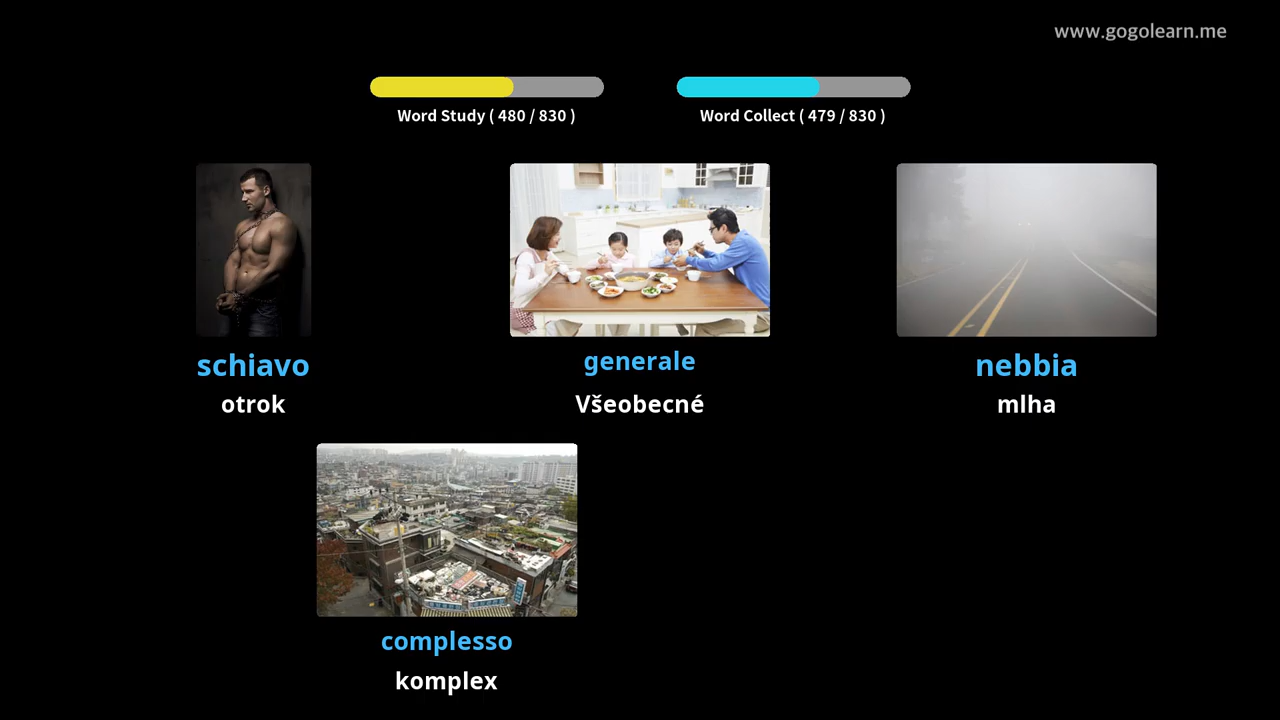 www.gogolearn.me
Word Study ( 480 / 830 )
Word Collect ( 479 / 830 )
schiavo
otrok
generale
Všeobecné
nebbia
mlha
complesso
komplex